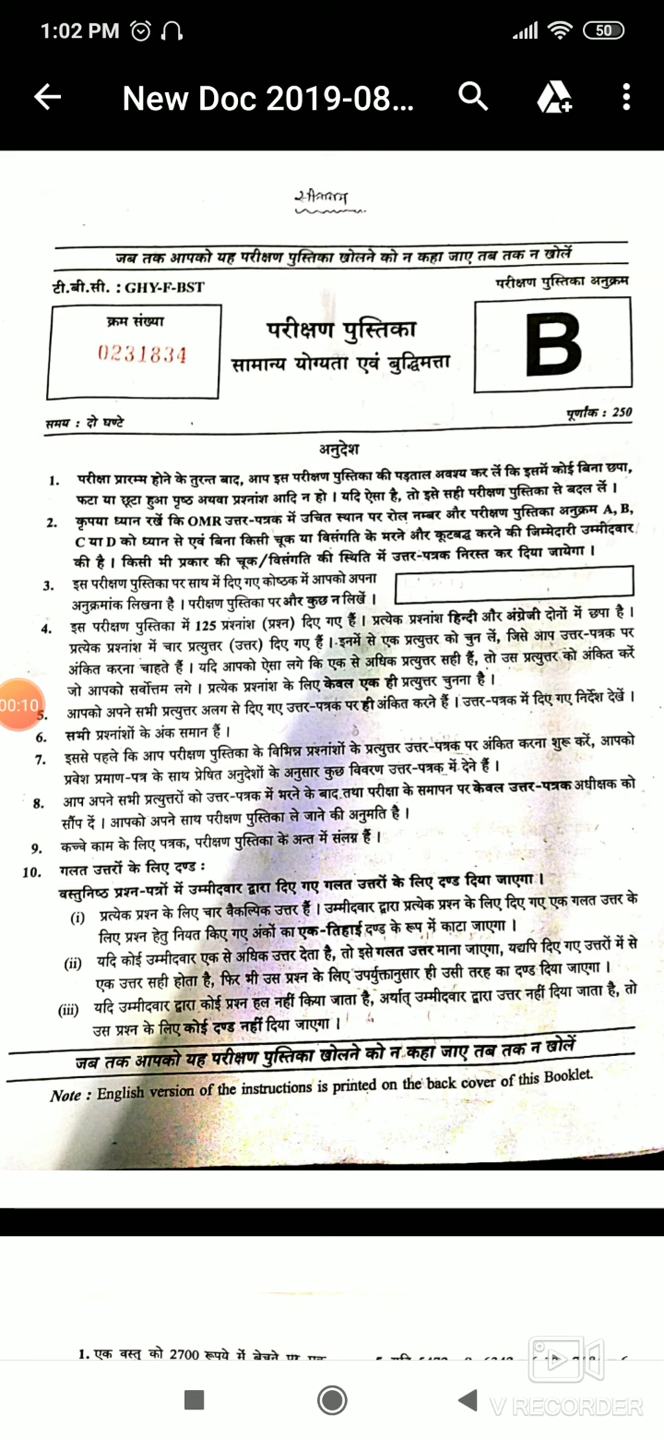 1:02 PM
50
New Doc 2019-08...
जब तक आपको यह परीक्षण पुस्तिका खोलने को न कहा जाए तब तक न खोलें
टी.बी.सी. : GHY-F-BST
परीक्षण पुस्तिका अनुक्रम
क्रम संख्या
0231834
परीक्षण पुस्तिका
सामान्य योग्यता एवं बुद्धिमत्ता
B
समय : दो घण्टे
पूर्णांक : 250
अनुदेश
1. परीक्षा प्रारम्भ होने के तुरन्त बाद, आप इस परीक्षण पुस्तिका की पड़ताल अवश्य कर लें कि इसमें कोई बिना छपा,
फटा या छूटा हुआ पृष्ठ अथवा प्रश्नांश आदि न हो । यदि ऐसा है, तो इसे सही परीक्षण पुस्तिका से बदल लें ।
2. कृपया ध्यान रखें कि OMR उत्तर-पत्रक में उचित स्थान पर रोल नम्बर और परीक्षण पुस्तिका अनुक्रम A, B,
C या D को ध्यान से एवं बिना किसी चूक या विसंगति के भरने और कूटबद्ध करने की जिम्मेदारी उम्मीदवार
की है । किसी भी प्रकार की चूक/विसंगति की स्थिति में उत्तर-पत्रक निरस्त कर दिया जायेगा ।
3. इस परीक्षण पुस्तिका पर साथ में दिए गए कोष्ठक में आपको अपना
अनुक्रमांक लिखना है । परीक्षण पुस्तिका पर और कुछ न लिखें ।
4. इस परीक्षण पुस्तिका में 125 प्रश्नांश (प्रश्न) दिए गए हैं । प्रत्येक प्रश्नांश हिन्दी और अंग्रेजी दोनों में छपा है ।
प्रत्येक प्रश्नांश में चार प्रत्युत्तर (उत्तर) दिए गए हैं । इनमें से एक प्रत्युत्तर को चुन लें, जिसे आप उत्तर-पत्रक पर
अंकित करना चाहते हैं । यदि आपको ऐसा लगे कि एक से अधिक प्रत्युत्तर सही हैं, तो उस प्रत्युत्तर को अंकित करें
जो आपको सर्वोत्तम लगे । प्रत्येक प्रश्नांश के लिए केवल एक ही प्रत्युत्तर चुनना है ।
00:10
5. आपको अपने सभी प्रत्युत्तर अलग से दिए गए उत्तर-पत्रक पर ही अंकित करने हैं । उत्तर-पत्रक में दिए गए निर्देश देखें ।
6. सभी प्रश्नांशों के अंक समान हैं ।
7. इससे पहले कि आप परीक्षण पुस्तिका के विभिन्न प्रश्नांशों के प्रत्युत्तर उत्तर-पत्रक पर अंकित करना शुरू करें, आपको
प्रवेश प्रमाण-पत्र के साथ प्रेषित अनुदेशों के अनुसार कुछ विवरण उत्तर-पत्रक में देने हैं ।
8. आप अपने सभी प्रत्युत्तरों को उत्तर-पत्रक में भरने के बाद तथा परीक्षा के समापन पर केवल उत्तर-पत्रक अधीक्षक को
सौंप दें । आपको अपने साथ परीक्षण पुस्तिका ले जाने की अनुमति है ।
9. कच्चे काम के लिए पत्रक, परीक्षण पुस्तिका के अन्त में संलग्न हैं ।
10. गलत उत्तरों के लिए दण्ड :
वस्तुनिष्ठ प्रश्न-पत्रों में उम्मीदवार द्वारा दिए गए गलत उत्तरों के लिए दण्ड दिया जाएगा ।
(i) प्रत्येक प्रश्न के लिए चार वैकल्पिक उत्तर हैं । उम्मीदवार द्वारा प्रत्येक प्रश्न के लिए दिए गए एक गलत उत्तर के
लिए प्रश्न हेतु नियत किए गए अंकों का एक-तिहाई दण्ड के रूप में काटा जाएगा ।
(ii) यदि कोई उम्मीदवार एक से अधिक उत्तर देता है, तो इसे गलत उत्तर माना जाएगा, यद्यपि दिए गए उत्तरों में से
एक उत्तर सही होता है, फिर भी उस प्रश्न के लिए उपर्युक्तानुसार ही उसी तरह का दण्ड दिया जाएगा ।
(iii) यदि उम्मीदवार द्वारा कोई प्रश्न हल नहीं किया जाता है, अर्थात् उम्मीदवार द्वारा उत्तर नहीं दिया जाता है, तो
उस प्रश्न के लिए कोई दण्ड नहीं दिया जाएगा ।
जब तक आपको यह परीक्षण पुस्तिका खोलने को न कहा जाए तब तक न खोलें
Note : English version of the instructions is printed on the back cover of this Booklet.
1. एक वस्तु को 2700 रूपये में बेचने पर
V RECORDER